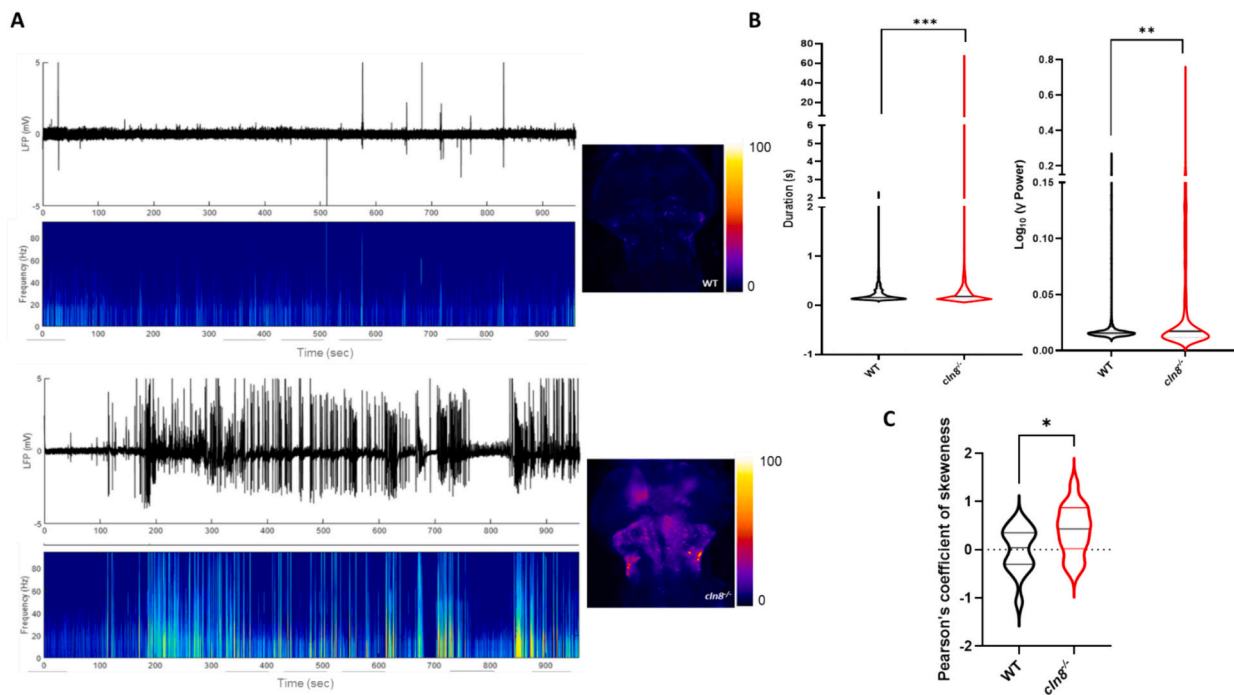 A
LFP (mV)
5
0
-5
0 100 200 300 400 500 600 700 800 900
Frequency (Hz)
80
60
40
20
0
0 100 200 300 400 500 600 700 800 900
Time (sec)
100
0
WT
LFP (mV)
5
0
-5
0 100 200 300 400 500 600 700 800 900
Frequency (Hz)
80
60
40
20
0
0 100 200 300 400 500 600 700 800 900
Time (sec)
100
0
cln8-/-
B
***
Duration (s)
80
60
40
20
6
5
4
3
2
2
1
0
-1
WT
cln8-/-
**
Log10 (V Power)
0.8
0.6
0.4
0.2
0.15
0.10
0.05
0.00
WT
cln8-/-
C
*
Pearson's coefficient of skeweness
2
1
0
-1
-2
WT
cln8-/-